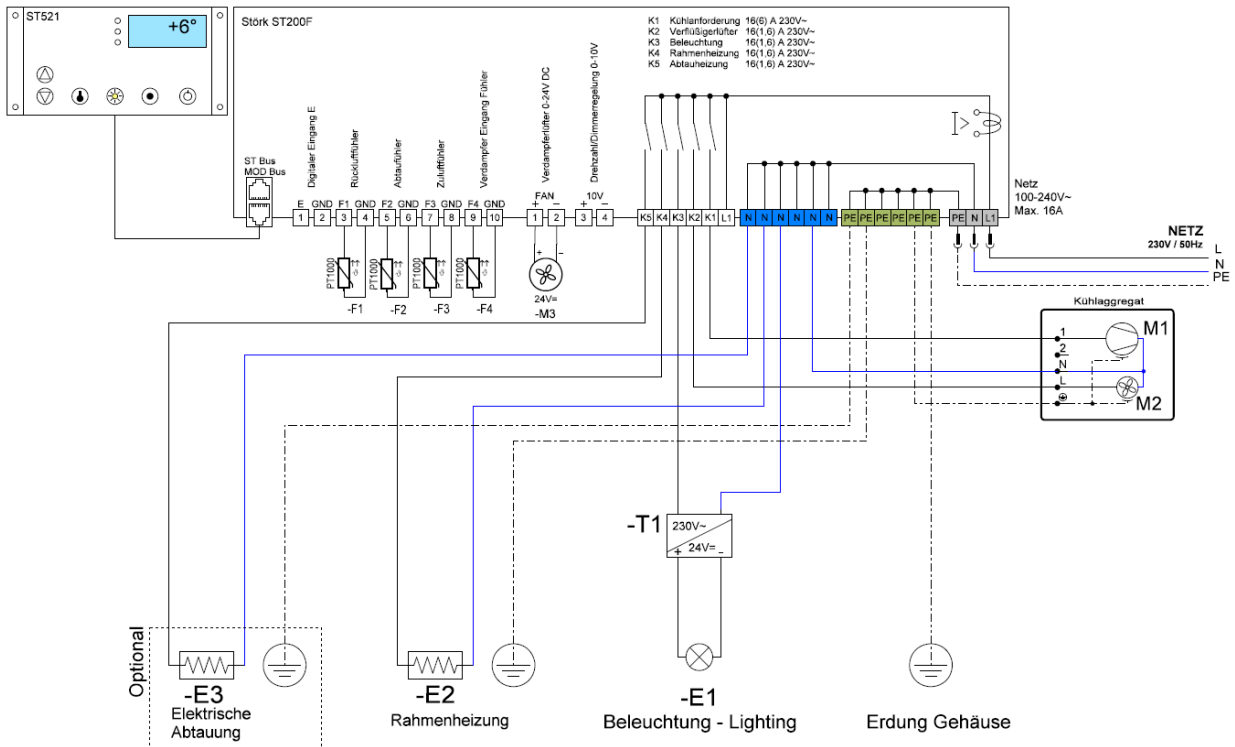 ST521
+6°
Störk ST200F
K1 Kühlanforderung 16(6) A 230V~
K2 Verflüßigerlüfter 16(1,6) A 230V~
K3 Beleuchtung 16(1,6) A 230V~
K4 Rahmenheizung 16(1,6) A 230V~
K5 Abtauheizung 16(1,6) A 230V~
Digitaler Eingang E
Rückluftfühler
Abtaufühler
Zuluftfühler
Verdampfer Eingang Fühler
Verdampferlüfter 0-24V DC
Drehzahl/Dimmerregelung 0-10V
I>
ST Bus
MOD Bus
E GND F1 GND F2 GND F3 GND F4 GND
1 2 3 4 5 6 7 8 9 10
FAN
+ −
1 2
10V
+ −
3 4
K5 K4 K3 K2 K1 L1
N N N N N N
PE PE PE PE PE PE
PE N L1
Netz
100-240V~
Max. 16A
NETZ
230V / 50Hz
L
N
PE
PT1000
-F1
PT1000
-F2
PT1000
-F3
PT1000
-F4
+ −
24V=
-M3
Kühlaggregat
1
2
N
L
M1
M2
-T1
230V~
+ 24V= −
Optional
-E3
Elektrische
Abtauung
-E2
Rahmenheizung
-E1
Beleuchtung - Lighting
Erdung Gehäuse